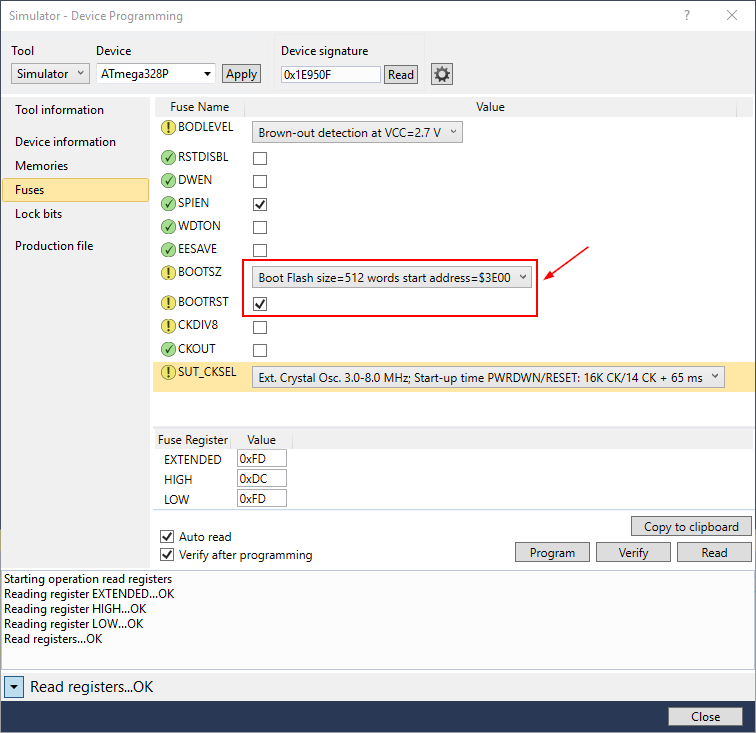 Simulator - Device Programming
?
Tool Device Device signature
Simulator ATmega328P Apply 0x1E950F Read
Tool information
Device information
Memories
Fuses
Lock bits
Production file
Fuse Name Value
BODLEVEL Brown-out detection at VCC=2.7 V
RSTDISBL
DWEN
SPIEN
WDTON
EESAVE
BOOTSZ Boot Flash size=512 words start address=$3E00
BOOTRST
CKDIV8
CKOUT
SUT_CKSEL Ext. Crystal Osc. 3.0-8.0 MHz; Start-up time PWRDWN/RESET: 16K CK/14 CK + 65 ms
Fuse Register Value
EXTENDED 0xFD
HIGH 0xDC
LOW 0xFD
Copy to clipboard
Auto read
Verify after programming
Program Verify Read
Starting operation read registers
Reading register EXTENDED...OK
Reading register HIGH...OK
Reading register LOW...OK
Read registers...OK
Read registers...OK
Close